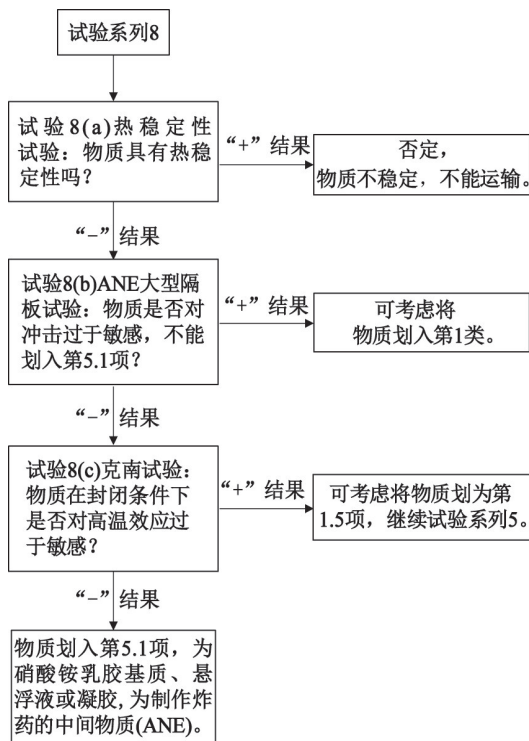 试验系列8
试验8(a)热稳定性
试验：物质具有热稳
定性吗？
“+”结果
否定，
物质不稳定，不能运输。
“-”结果
试验8(b)ANE大型隔
板试验：物质是否对
冲击过于敏感，不能
划入第5.1项？
“+”结果
可考虑将
物质划入第1类。
“-”结果
试验8(c)克南试验：
物质在封闭条件下
是否对高温效应过
于敏感？
“+”结果
可考虑将物质划为第
1.5项，继续试验系列5。
“-”结果
物质划入第5.1项，为
硝酸铵乳胶基质、悬
浮液或凝胶,为制作炸
药的中间物质(ANE)。